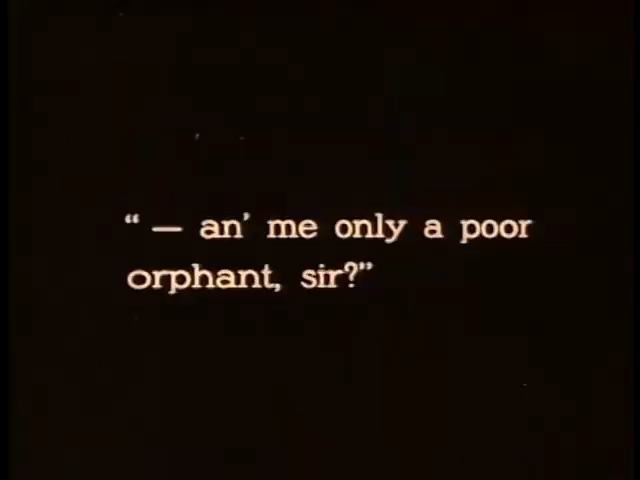 “ — an’ me only a poor
orphant, sir?”